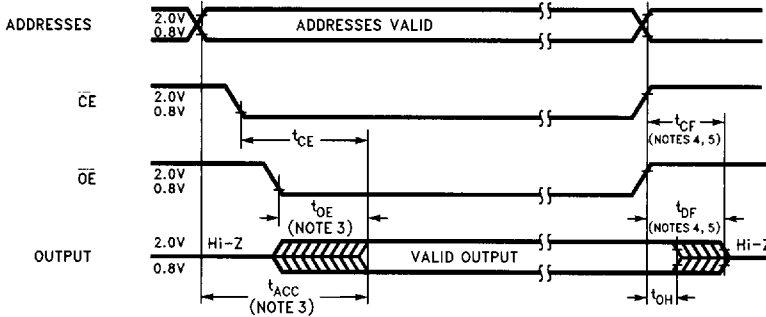 ADDRESSES
2.0V
0.8V
ADDRESSES VALID
CE
2.0V
0.8V
tCE
tCF
(NOTES 4, 5)
OE
2.0V
0.8V
tOE
(NOTE 3)
tDF
(NOTES 4, 5)
OUTPUT
2.0V
0.8V
Hi-Z
VALID OUTPUT
Hi-Z
tACC
(NOTE 3)
tOH